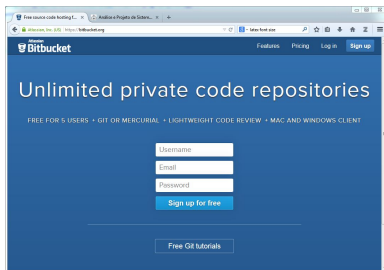 Free source code hosting f...
Análise e Projeto de Sistem...
Atlassian, Inc. (US) https://bitbucket.org
latex font size
Atlassian
Bitbucket
Features Pricing Log in Sign up
Unlimited private code repositories
FREE FOR 5 USERS + GIT OR MERCURIAL + LIGHTWEIGHT CODE REVIEW + MAC AND WINDOWS CLIENT
Username
Email
Password
Sign up for free
Free Git tutorials